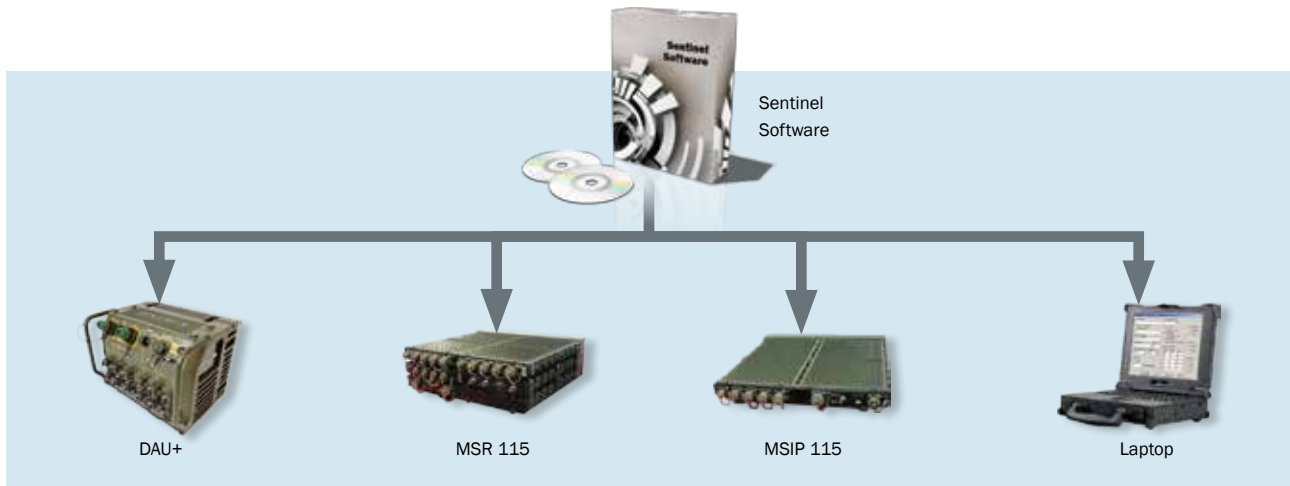 Sentinel
Software
Sentinel
Software
DAU+
MSR 115
MSIP 115
Laptop